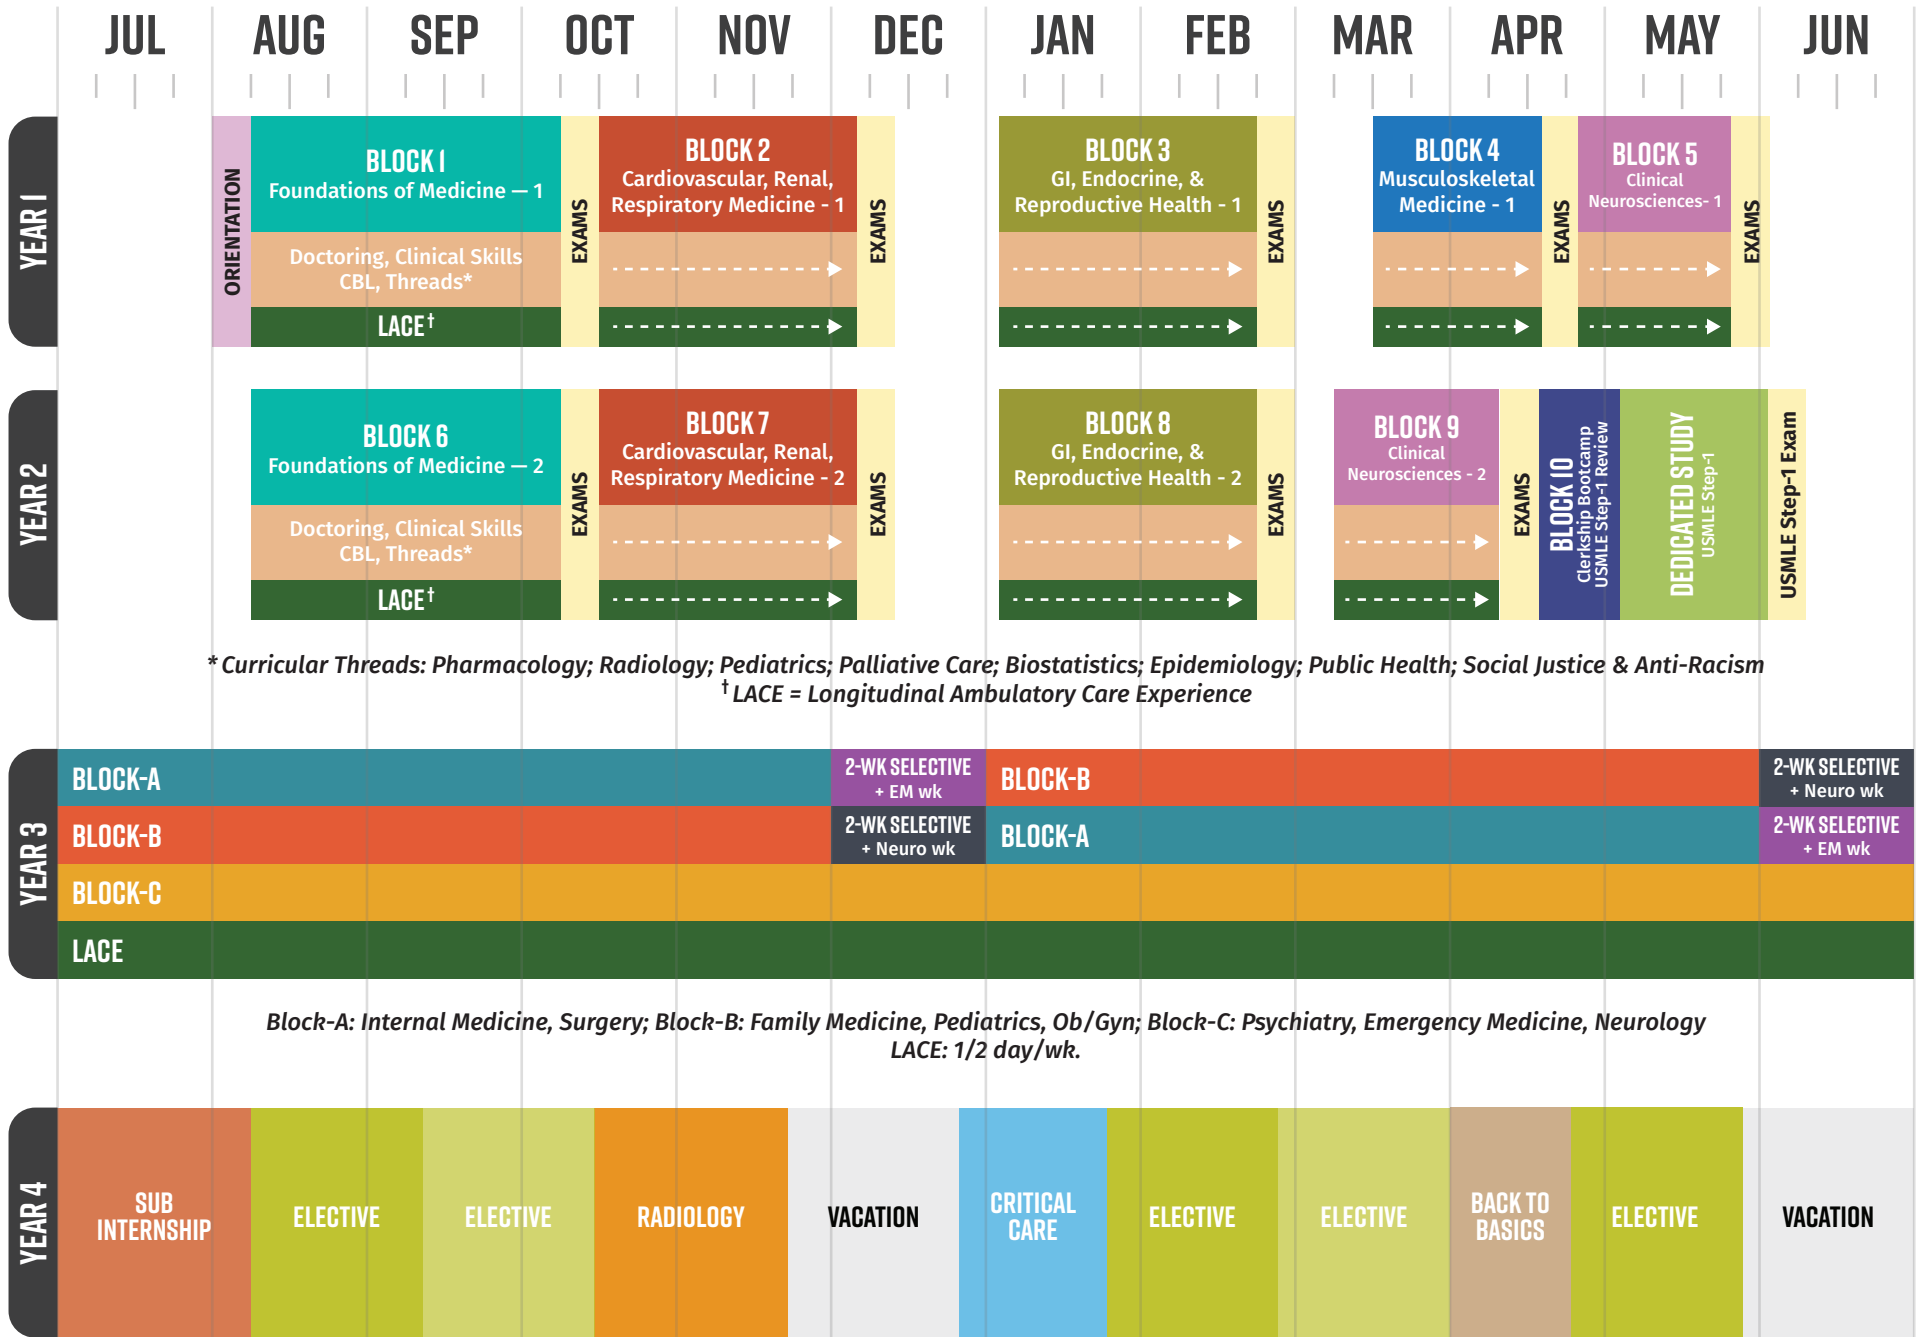 JUL AUG SEP OCT NOV DEC JAN FEB MAR APR MAY JUN
YEAR 1
ORIENTATION
BLOCK 1
Foundations of Medicine — 1
Doctoring, Clinical Skills
CBL, Threads*
LACE†
EXAMS
BLOCK 2
Cardiovascular, Renal,
Respiratory Medicine - 1
EXAMS
BLOCK 3
GI, Endocrine, &
Reproductive Health - 1
EXAMS
BLOCK 4
Musculoskeletal
Medicine - 1
EXAMS
BLOCK 5
Clinical
Neurosciences- 1
EXAMS
YEAR 2
BLOCK 6
Foundations of Medicine — 2
Doctoring, Clinical Skills
CBL, Threads*
LACE†
EXAMS
BLOCK 7
Cardiovascular, Renal,
Respiratory Medicine - 2
EXAMS
BLOCK 8
GI, Endocrine, &
Reproductive Health - 2
EXAMS
BLOCK 9
Clinical
Neurosciences - 2
EXAMS
BLOCK 10
Clerkship Bootcamp
USMLE Step-1 Review
DEDICATED STUDY
USMLE Step-1
USMLE Step-1 Exam
* Curricular Threads: Pharmacology; Radiology; Pediatrics; Palliative Care; Biostatistics; Epidemiology; Public Health; Social Justice & Anti-Racism
† LACE = Longitudinal Ambulatory Care Experience
YEAR 3
BLOCK-A
2-WK SELECTIVE
+ EM wk
BLOCK-B
2-WK SELECTIVE
+ Neuro wk
BLOCK-B
2-WK SELECTIVE
+ Neuro wk
BLOCK-A
2-WK SELECTIVE
+ EM wk
BLOCK-C
LACE
Block-A: Internal Medicine, Surgery; Block-B: Family Medicine, Pediatrics, Ob/Gyn; Block-C: Psychiatry, Emergency Medicine, Neurology
LACE: 1/2 day/wk.
YEAR 4
SUB
INTERNSHIP
ELECTIVE
ELECTIVE
RADIOLOGY
VACATION
CRITICAL
CARE
ELECTIVE
ELECTIVE
BACK TO
BASICS
ELECTIVE
VACATION